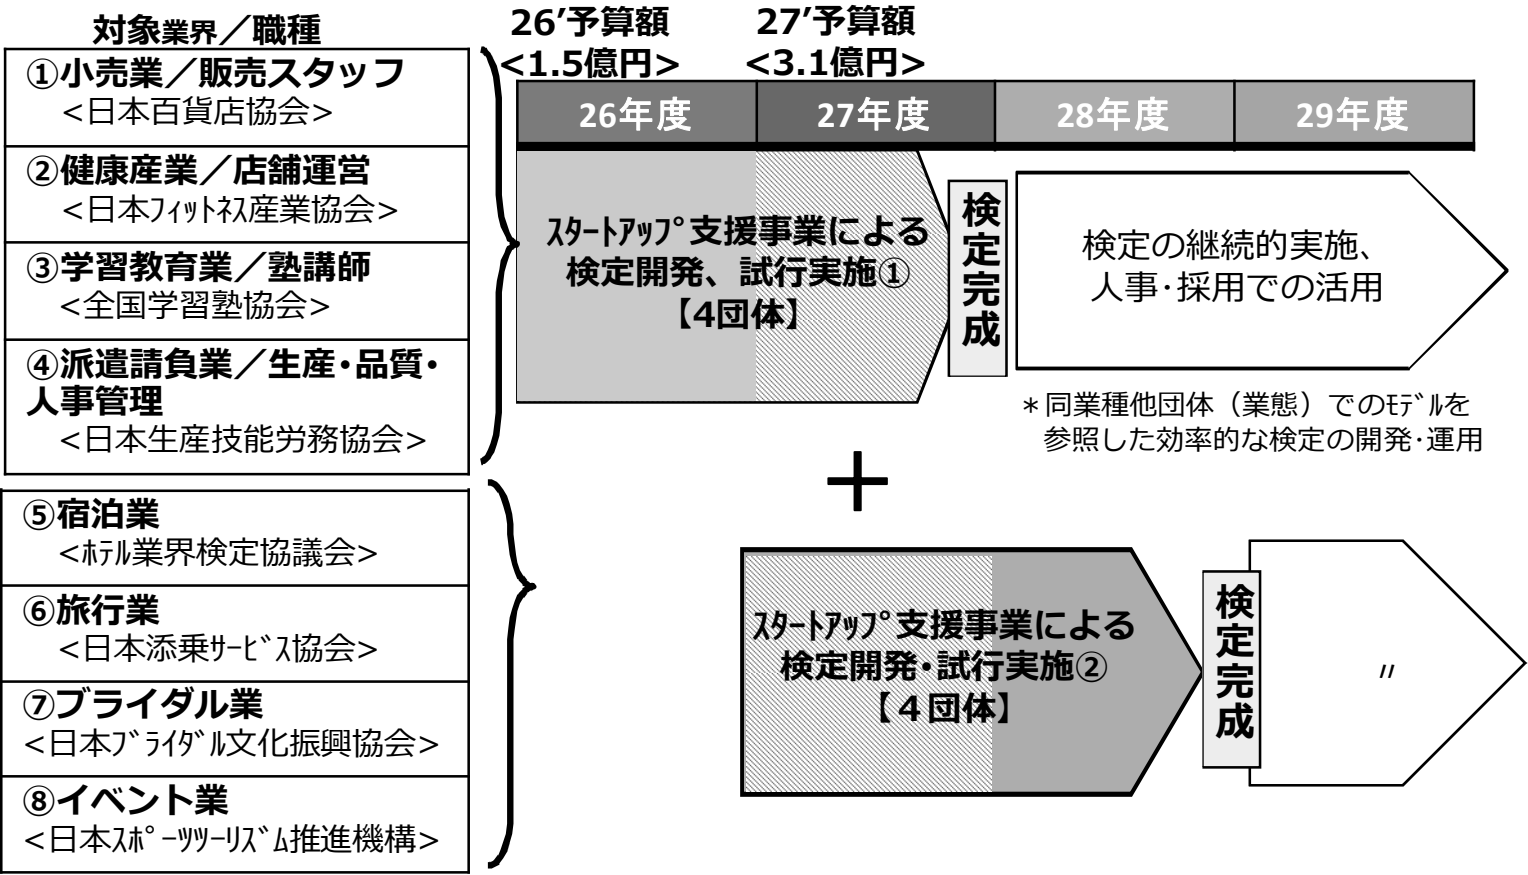 対象業界／職種
①小売業／販売スタッフ
<日本百貨店協会>
②健康産業／店舗運営
<日本ﾌｨｯﾄﾈｽ産業協会>
③学習教育業／塾講師
<全国学習塾協会>
④派遣請負業／生産・品質・
人事管理
<日本生産技能労務協会>
⑤宿泊業
<ﾎﾃﾙ業界検定協議会>
⑥旅行業
<日本添乗ｻｰﾋﾞｽ協会>
⑦ブライダル業
<日本ﾌﾞﾗｲﾀﾞﾙ文化振興協会>
⑧イベント業
<日本ｽﾎﾟｰﾂﾂｰﾘｽﾞﾑ推進機構>
26’予算額
<1.5億円>
27’予算額
<3.1億円>
26年度
27年度
28年度
29年度
ｽﾀｰﾄｱｯﾌﾟ支援事業による
検定開発、試行実施①
【4団体】
検定完成
検定の継続的実施、
人事・採用での活用
＊同業種他団体（業態）でのﾓﾃﾞﾙを
参照した効率的な検定の開発・運用
＋
ｽﾀｰﾄｱｯﾌﾟ支援事業による
検定開発・試行実施②
【４団体】
検定完成
〃